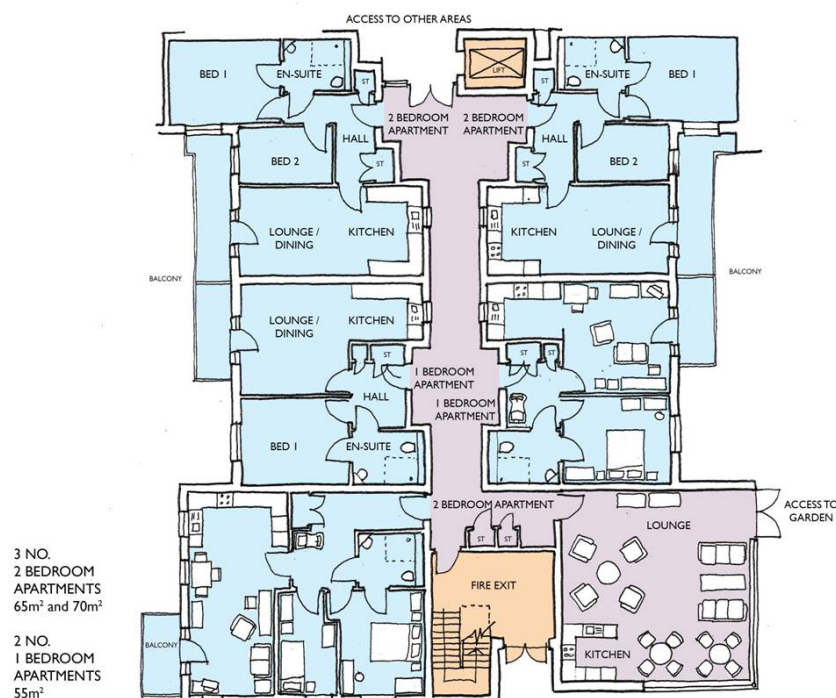 ACCESS TO OTHER AREAS
BED 1
EN-SUITE
ST
LIFT
ST
EN-SUITE
BED 1
2 BEDROOM
APARTMENT
2 BEDROOM
APARTMENT
HALL
HALL
BED 2
ST
ST
BED 2
LOUNGE /
DINING
KITCHEN
KITCHEN
LOUNGE /
DINING
BALCONY
BALCONY
LOUNGE /
DINING
KITCHEN
ST
ST
ST
1 BEDROOM
APARTMENT
HALL
1 BEDROOM
APARTMENT
BED 1
EN-SUITE
2 BEDROOM APARTMENT
ACCESS TO
GARDEN
LOUNGE
ST
ST
FIRE EXIT
3 NO.
2 BEDROOM
APARTMENTS
65m² and 70m²
BALCONY
KITCHEN
2 NO.
1 BEDROOM
APARTMENTS
55m²